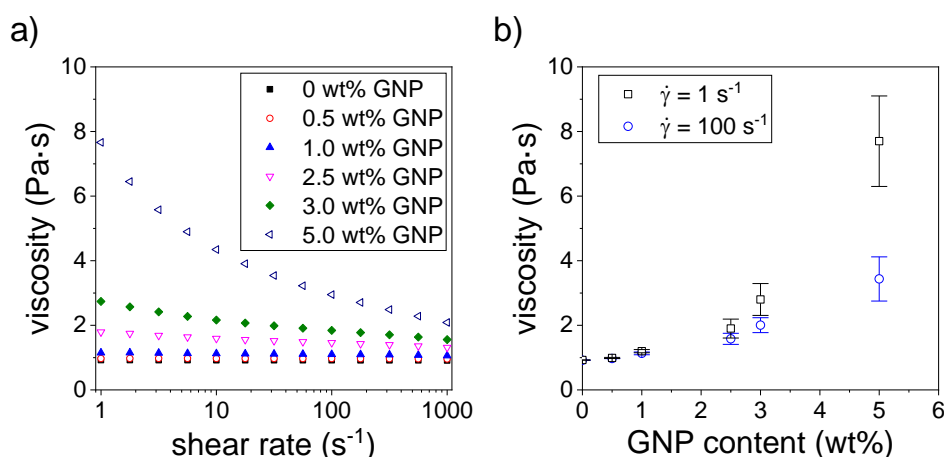 a)
viscosity (Pa·s)
10
8
6
4
2
0
1
10
100
1000
shear rate (s⁻¹)
0 wt% GNP
0.5 wt% GNP
1.0 wt% GNP
2.5 wt% GNP
3.0 wt% GNP
5.0 wt% GNP
b)
viscosity (Pa·s)
10
8
6
4
2
0
0
1
2
3
4
5
6
GNP content (wt%)
γ̇ = 1 s⁻¹
γ̇ = 100 s⁻¹